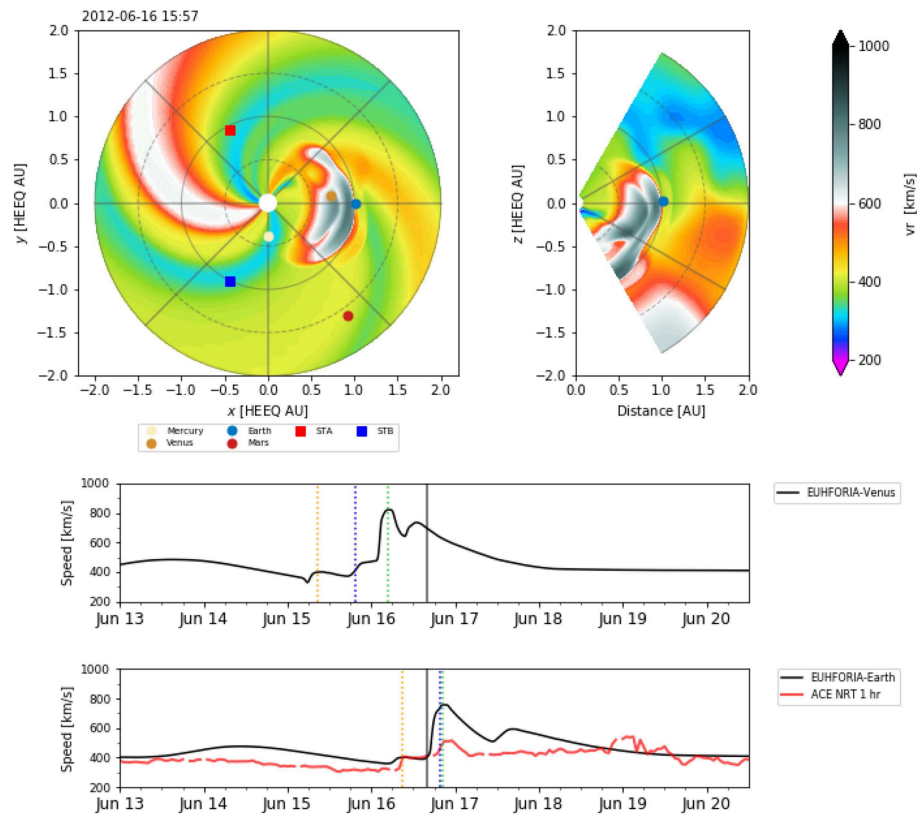 2012-06-16 15:57
2.0
1.5
1.0
0.5
0.0
−0.5
−1.0
−1.5
−2.0
y [HEEQ AU]
−2.0 −1.5 −1.0 −0.5 0.0 0.5 1.0 1.5 2.0
x [HEEQ AU]
Mercury Earth STA STB
Venus Mars
2.0
1.5
1.0
0.5
0.0
−0.5
−1.0
−1.5
−2.0
z [HEEQ AU]
0.0 0.5 1.0 1.5 2.0
Distance [AU]
1000
800
600
400
200
vr [km/s]
1000
800
600
400
200
Speed [km/s]
Jun 13 Jun 14 Jun 15 Jun 16 Jun 17 Jun 18 Jun 19 Jun 20
EUHFORIA-Venus
1000
800
600
400
200
Speed [km/s]
Jun 13 Jun 14 Jun 15 Jun 16 Jun 17 Jun 18 Jun 19 Jun 20
EUHFORIA-Earth
ACE NRT 1 hr